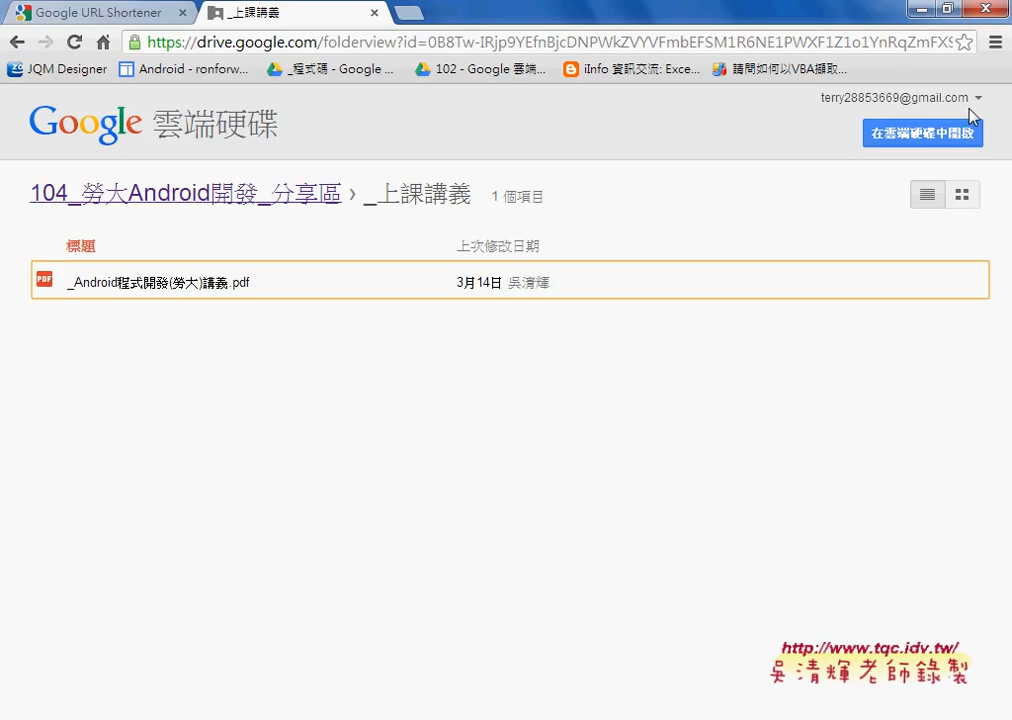 Google URL Shortener
_上課講義
https://drive.google.com/folderview?id=0B8Tw-IRjp9YEfnBjcDNPWkZVYVFmbEFSM1R6NE1PWXF1Z1o1YnRqZmFXS
JQM Designer
Android - ronforw...
_程式碼 - Google ...
102 - Google 雲端...
iInfo 資訊交流: Exce...
請問如何以VBA擷取...
terry28853669@gmail.com
Google 雲端硬碟
在雲端硬碟中開啟
104_勞大Android開發_分享區 › _上課講義 1 個項目
標題 上次修改日期
PDF _Android程式開發(勞大)講義.pdf 3月14日 吳清輝
http://www.tqc.idv.tw/
吳清輝老師錄製